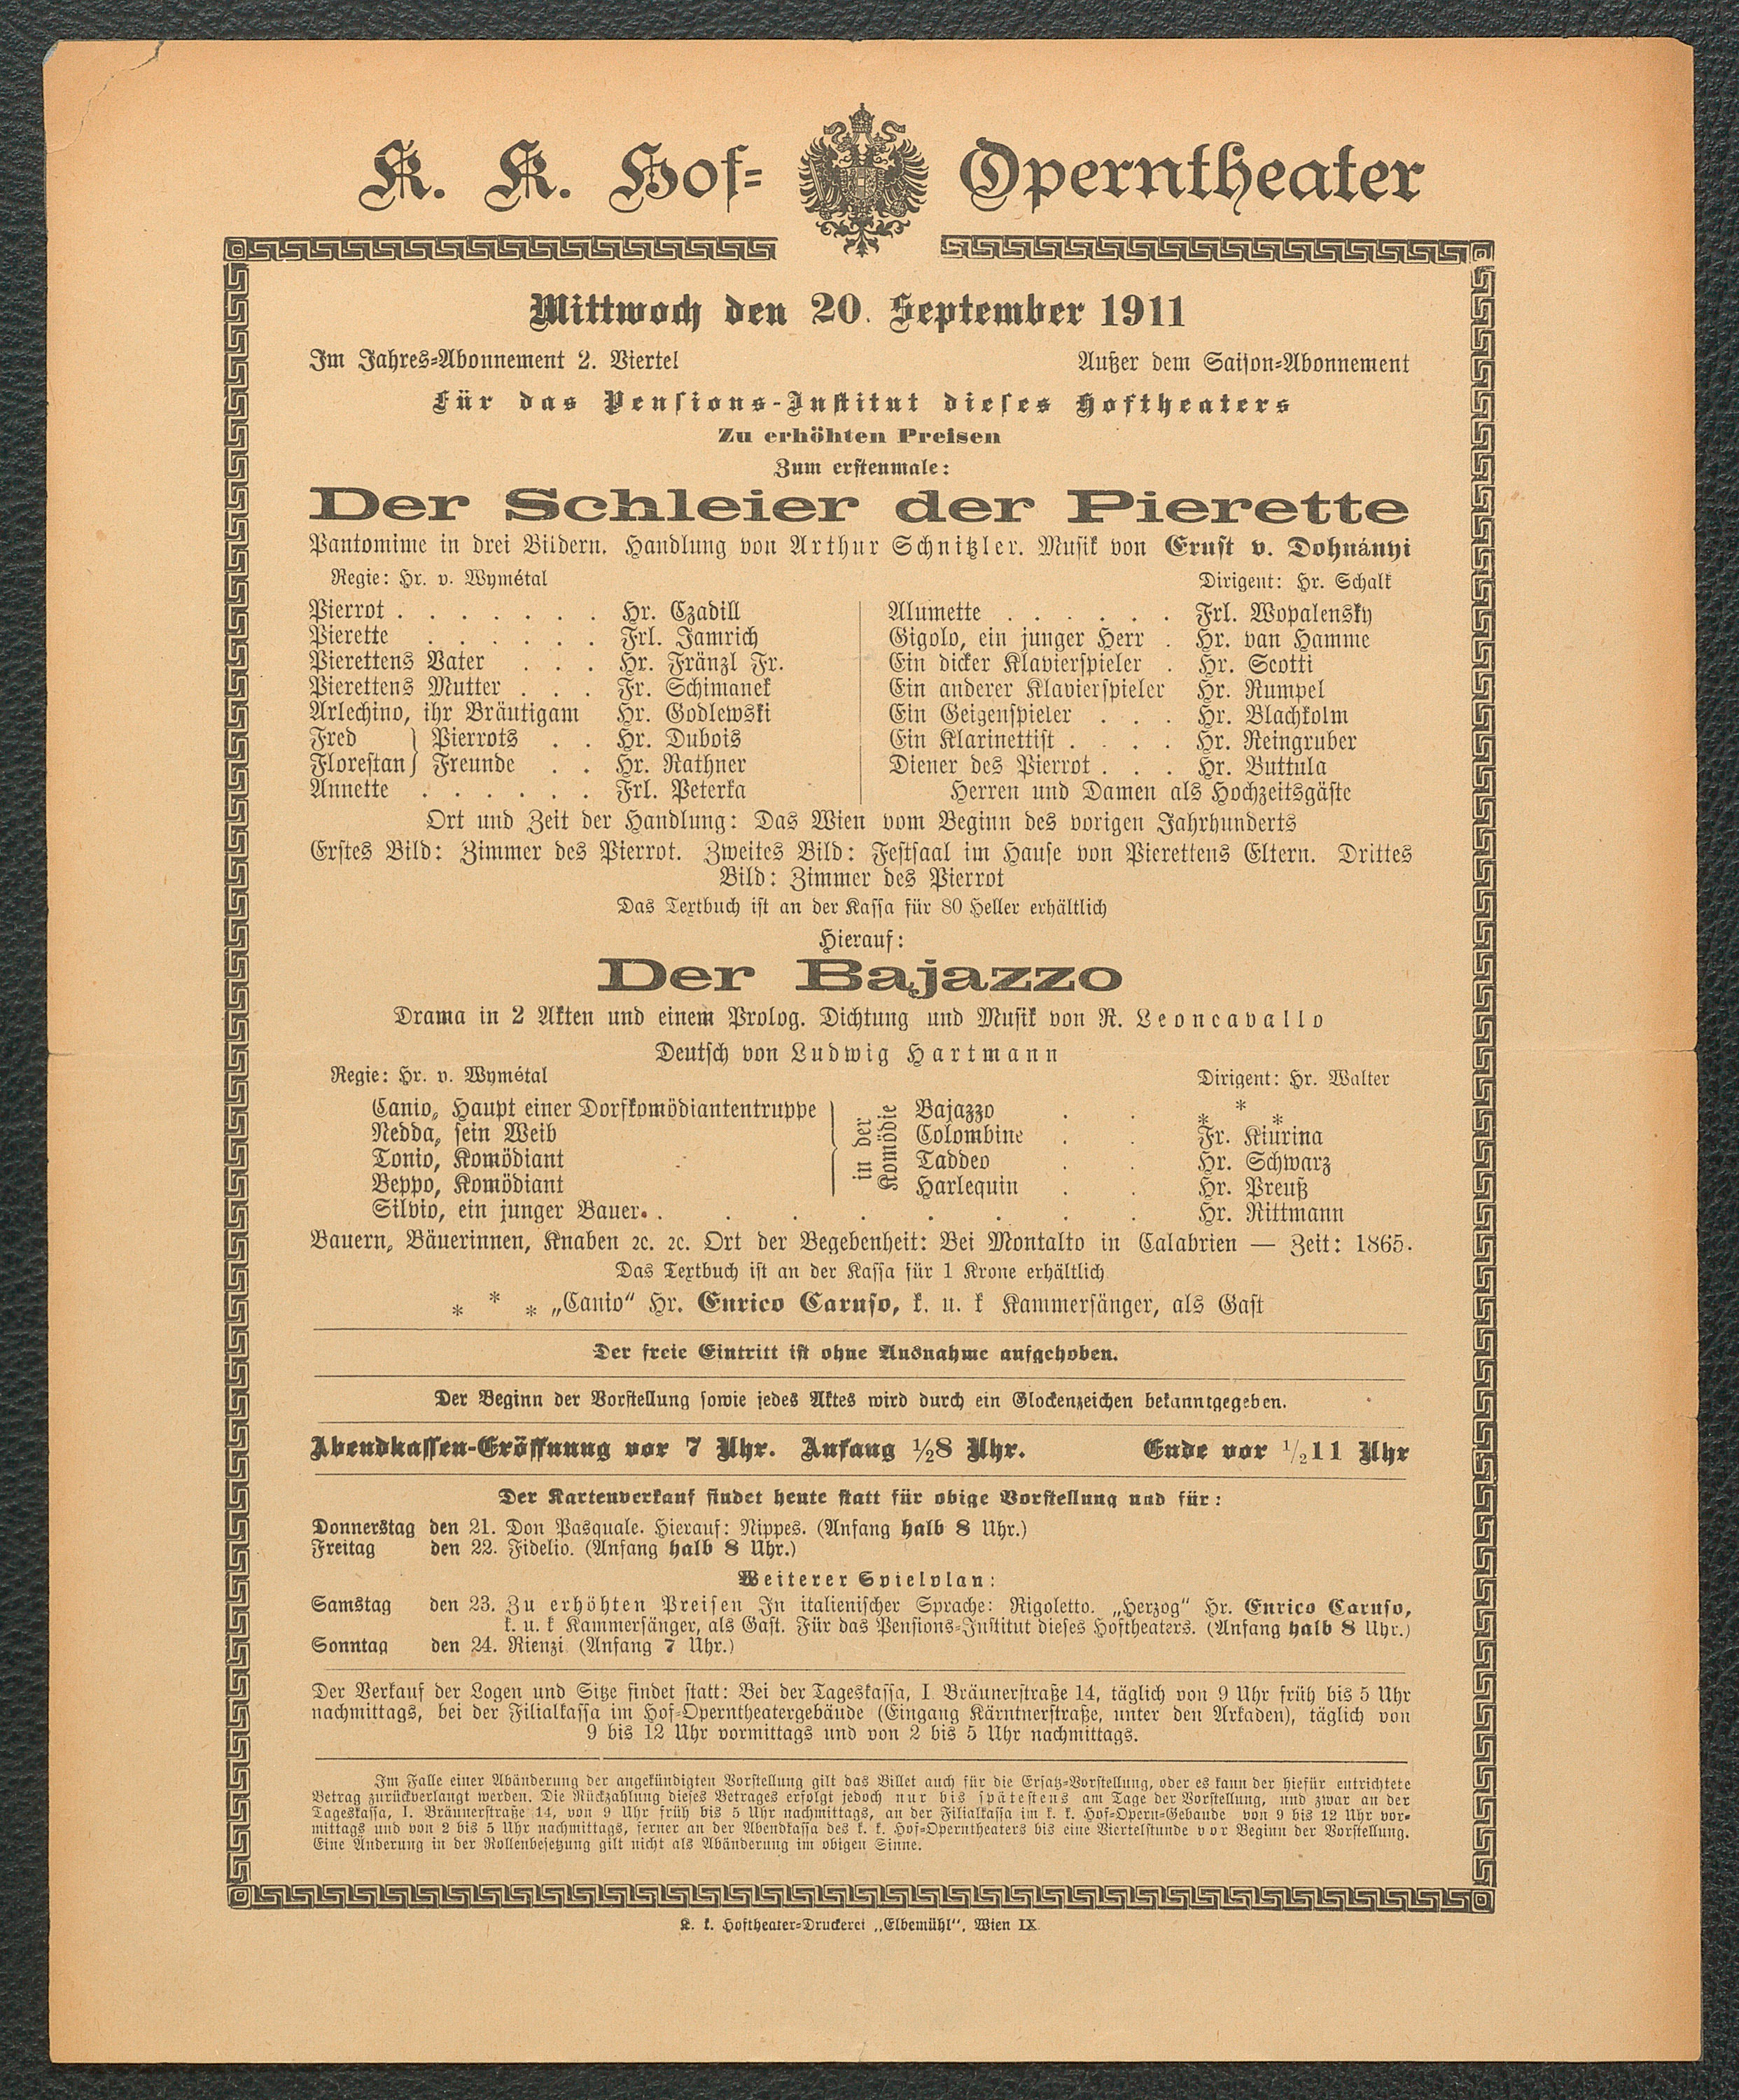 K. K. Hof-Operntheater
Mittwoch den 20. September 1911
Im Jahres-Abonnement 2. Viertel Außer dem Saison-Abonnement
Für das Pensions-Institut dieses Hoftheaters
Zu erhöhten Preisen
Zum erstenmale:
Der Schleier der Pierette
Pantomime in drei Bildern. Handlung von Arthur Schnitzler. Musik von Ernst v. Dohnányi
Regie: Hr. v. Wymétal Dirigent: Hr. Schalk
Pierrot . . . . . . . Hr. Czadill
Pierette . . . . . . Frl. Jamrich
Pierettens Vater . . . Hr. Fränzl Fr.
Pierettens Mutter . . . Fr. Schimanek
Arlechino, ihr Bräutigam Hr. Godlewski
Fred } Pierrots . . Hr. Dubois
Florestan } Freunde . . Hr. Rathner
Annette . . . . . . Frl. Peterka
Alumette . . . . . . Frl. Wopalensky
Gigolo, ein junger Herr . Hr. van Hamme
Ein dicker Klavierspieler . Hr. Scotti
Ein anderer Klavierspieler Hr. Rumpel
Ein Geigenspieler . . . Hr. Blachkolm
Ein Klarinettist . . . . Hr. Reingruber
Diener des Pierrot . . . Hr. Buttula
Herren und Damen als Hochzeitsgäste
Ort und Zeit der Handlung: Das Wien vom Beginn des vorigen Jahrhunderts
Erstes Bild: Zimmer des Pierrot. Zweites Bild: Festsaal im Hause von Pierettens Eltern. Drittes
Bild: Zimmer des Pierrot
Das Textbuch ist an der Kassa für 80 Heller erhältlich
Hierauf:
Der Bajazzo
Drama in 2 Akten und einem Prolog. Dichtung und Musik von R. Leoncavallo
Deutsch von Ludwig Hartmann
Regie: Hr. v. Wymétal Dirigent: Hr. Walter
Canio, Haupt einer Dorfkomödiantentruppe } in der Komödie Bajazzo . . * * *
Nedda, sein Weib Colombine . . Fr. Kiurina
Tonio, Komödiant Taddeo . . Hr. Schwarz
Beppo, Komödiant Harlequin . . Hr. Preuß
Silvio, ein junger Bauer. . . . . . . . . Hr. Rittmann
Bauern, Bäuerinnen, Knaben ꝛc. ꝛc. Ort der Begebenheit: Bei Montalto in Calabrien — Zeit: 1865.
Das Textbuch ist an der Kassa für 1 Krone erhältlich
* * * „Canio“ Hr. Enrico Caruso, k. u. k Kammersänger, als Gast
Der freie Eintritt ist ohne Ausnahme aufgehoben.
Der Beginn der Vorstellung sowie jedes Aktes wird durch ein Glockenzeichen bekanntgegeben.
Abendkassen-Eröffnung vor 7 Uhr. Anfang ½8 Uhr. Ende vor ½11 Uhr
Der Kartenverkauf findet heute statt für obige Vorstellung und für:
Donnerstag den 21. Don Pasquale. Hierauf: Nippes. (Anfang halb 8 Uhr.)
Freitag den 22. Fidelio. (Anfang halb 8 Uhr.)
Weiterer Spielplan:
Samstag den 23. Zu erhöhten Preisen In italienischer Sprache: Rigoletto. „Herzog“ Hr. Enrico Caruso,
k. u. k Kammersänger, als Gast. Für das Pensions-Institut dieses Hoftheaters. (Anfang halb 8 Uhr.)
Sonntag den 24. Rienzi. (Anfang 7 Uhr.)
Der Verkauf der Logen und Sitze findet statt: Bei der Tageskassa, I. Bräunerstraße 14, täglich von 9 Uhr früh bis 5 Uhr
nachmittags, bei der Filialkassa im Hof-Operntheatergebäude (Eingang Kärntnerstraße, unter den Arkaden), täglich von
9 bis 12 Uhr vormittags und von 2 bis 5 Uhr nachmittags.
Im Falle einer Abänderung der angekündigten Vorstellung gilt das Billet auch für die Ersatz-Vorstellung, oder es kann der hiefür entrichtete
Betrag zurückverlangt werden. Die Rückzahlung dieses Betrages erfolgt jedoch nur bis spätestens am Tage der Vorstellung, und zwar an der
Tageskassa, I. Bräunerstraße 14, von 9 Uhr früh bis 5 Uhr nachmittags, an der Filialkassa im k. k. Hof-Opern-Gebäude von 9 bis 12 Uhr vor-
mittags und von 2 bis 5 Uhr nachmittags, ferner an der Abendkassa des k. k. Hof-Operntheaters bis eine Viertelstunde vor Beginn der Vorstellung.
Eine Änderung in der Rollenbesetzung gilt nicht als Abänderung im obigen Sinne.
K. k. Hoftheater-Druckerei „Elbemühl“, Wien IX.